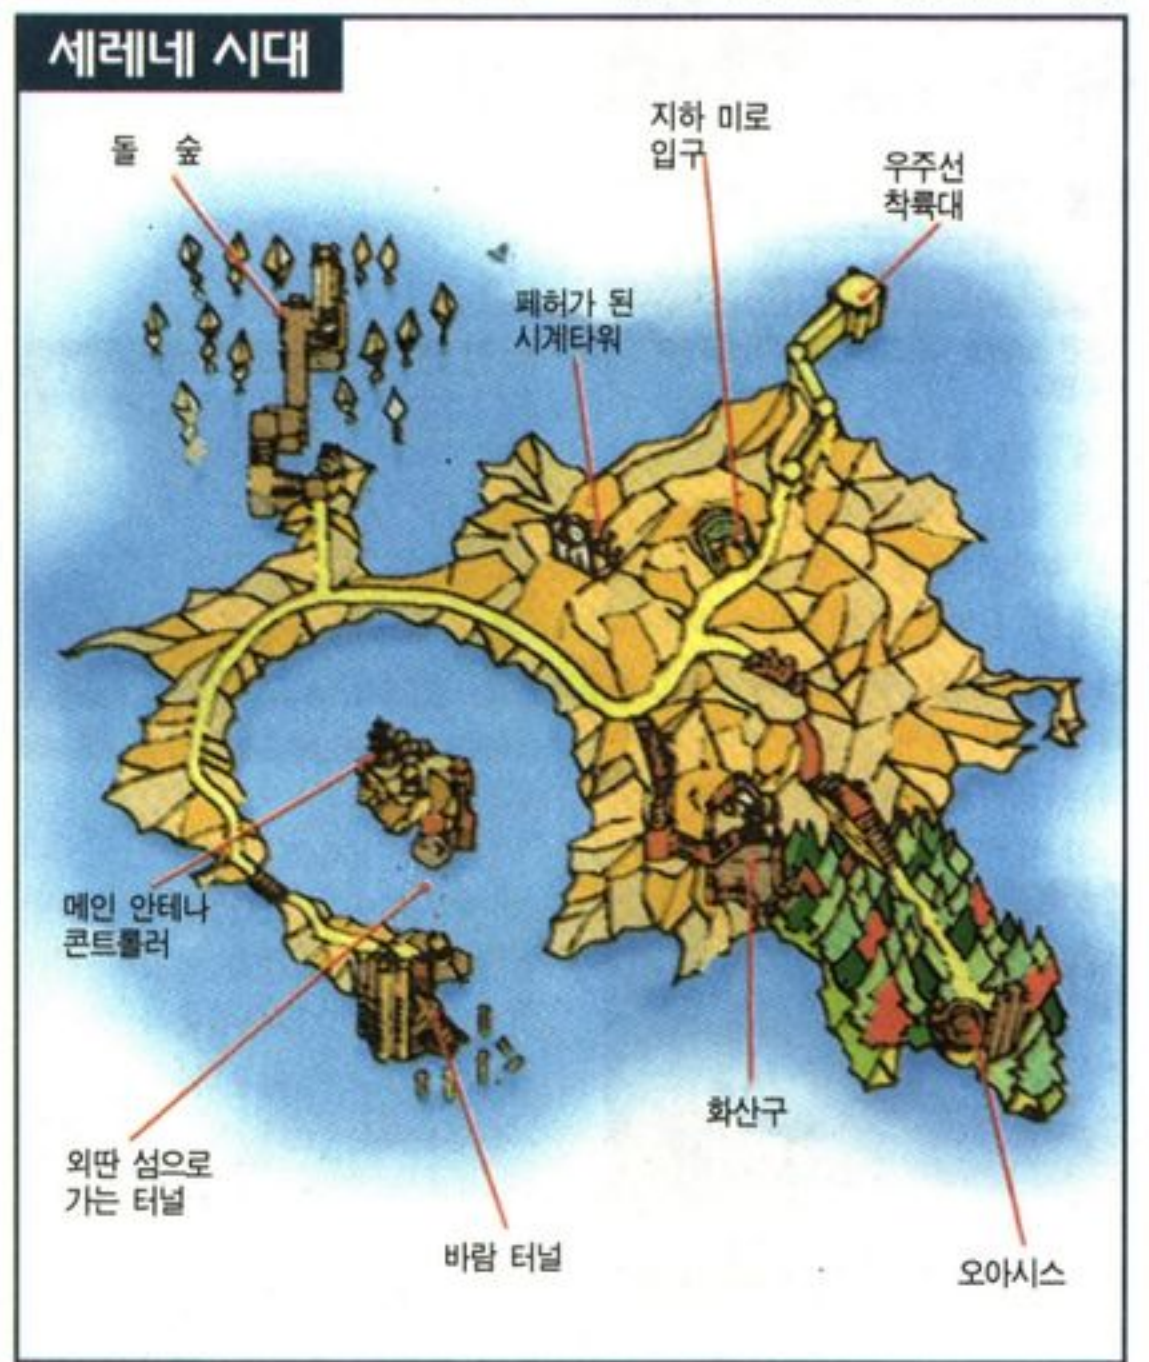 세레네 시대
돌 숲
지하 미로
입구
우주선
착륙대
페허가 된
시계타워
메인 안테나
콘트롤러
외딴 섬으로
가는 터널
화산구
바람 터널
오아시스